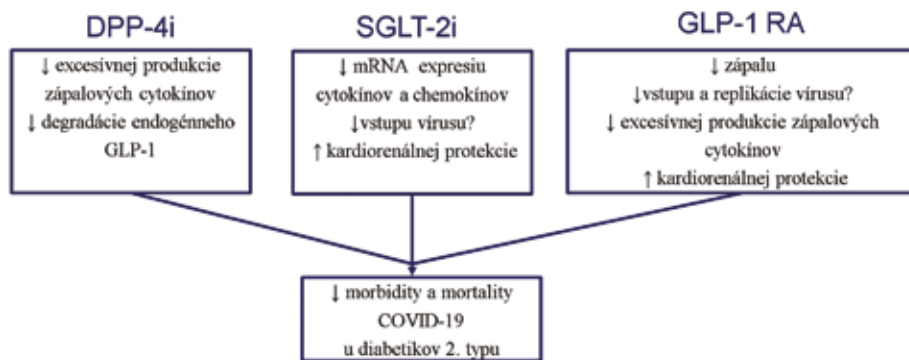 DPP-4i
↓ excesívnej produkcie
zápalových cytokínov
↓ degradácie endogénneho
GLP-1
SGLT-2i
↓ mRNA expresiu
cytokínov a chemokínov
↓vstupu vírusu?
↑ kardiorenálnej protekcie
GLP-1 RA
↓ zápalu
↓vstupu a replikácie vírusu?
↓ excesívnej produkcie zápalových
cytokínov
↑ kardiorenálnej protekcie
↓ morbidity a mortality
COVID-19
u diabetikov 2. typu